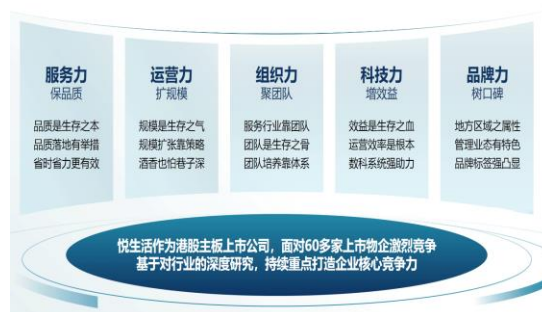 服务力
保品质
品质是生存之本
品质落地有举措
省时省力更有效
运营力
扩规模
规模是生存之气
规模扩张靠策略
酒香也怕巷子深
组织力
聚团队
服务行业靠团队
团队是生存之骨
团队培养靠体系
科技力
增效益
效益是生存之血
运营效率是根本
数科系统强助力
品牌力
树口碑
地方区域之属性
管理业态有特色
品牌标签强凸显
悦生活作为港股主板上市公司，面对60多家上市物企激烈竞争
基于对行业的深度研究，持续重点打造企业核心竞争力